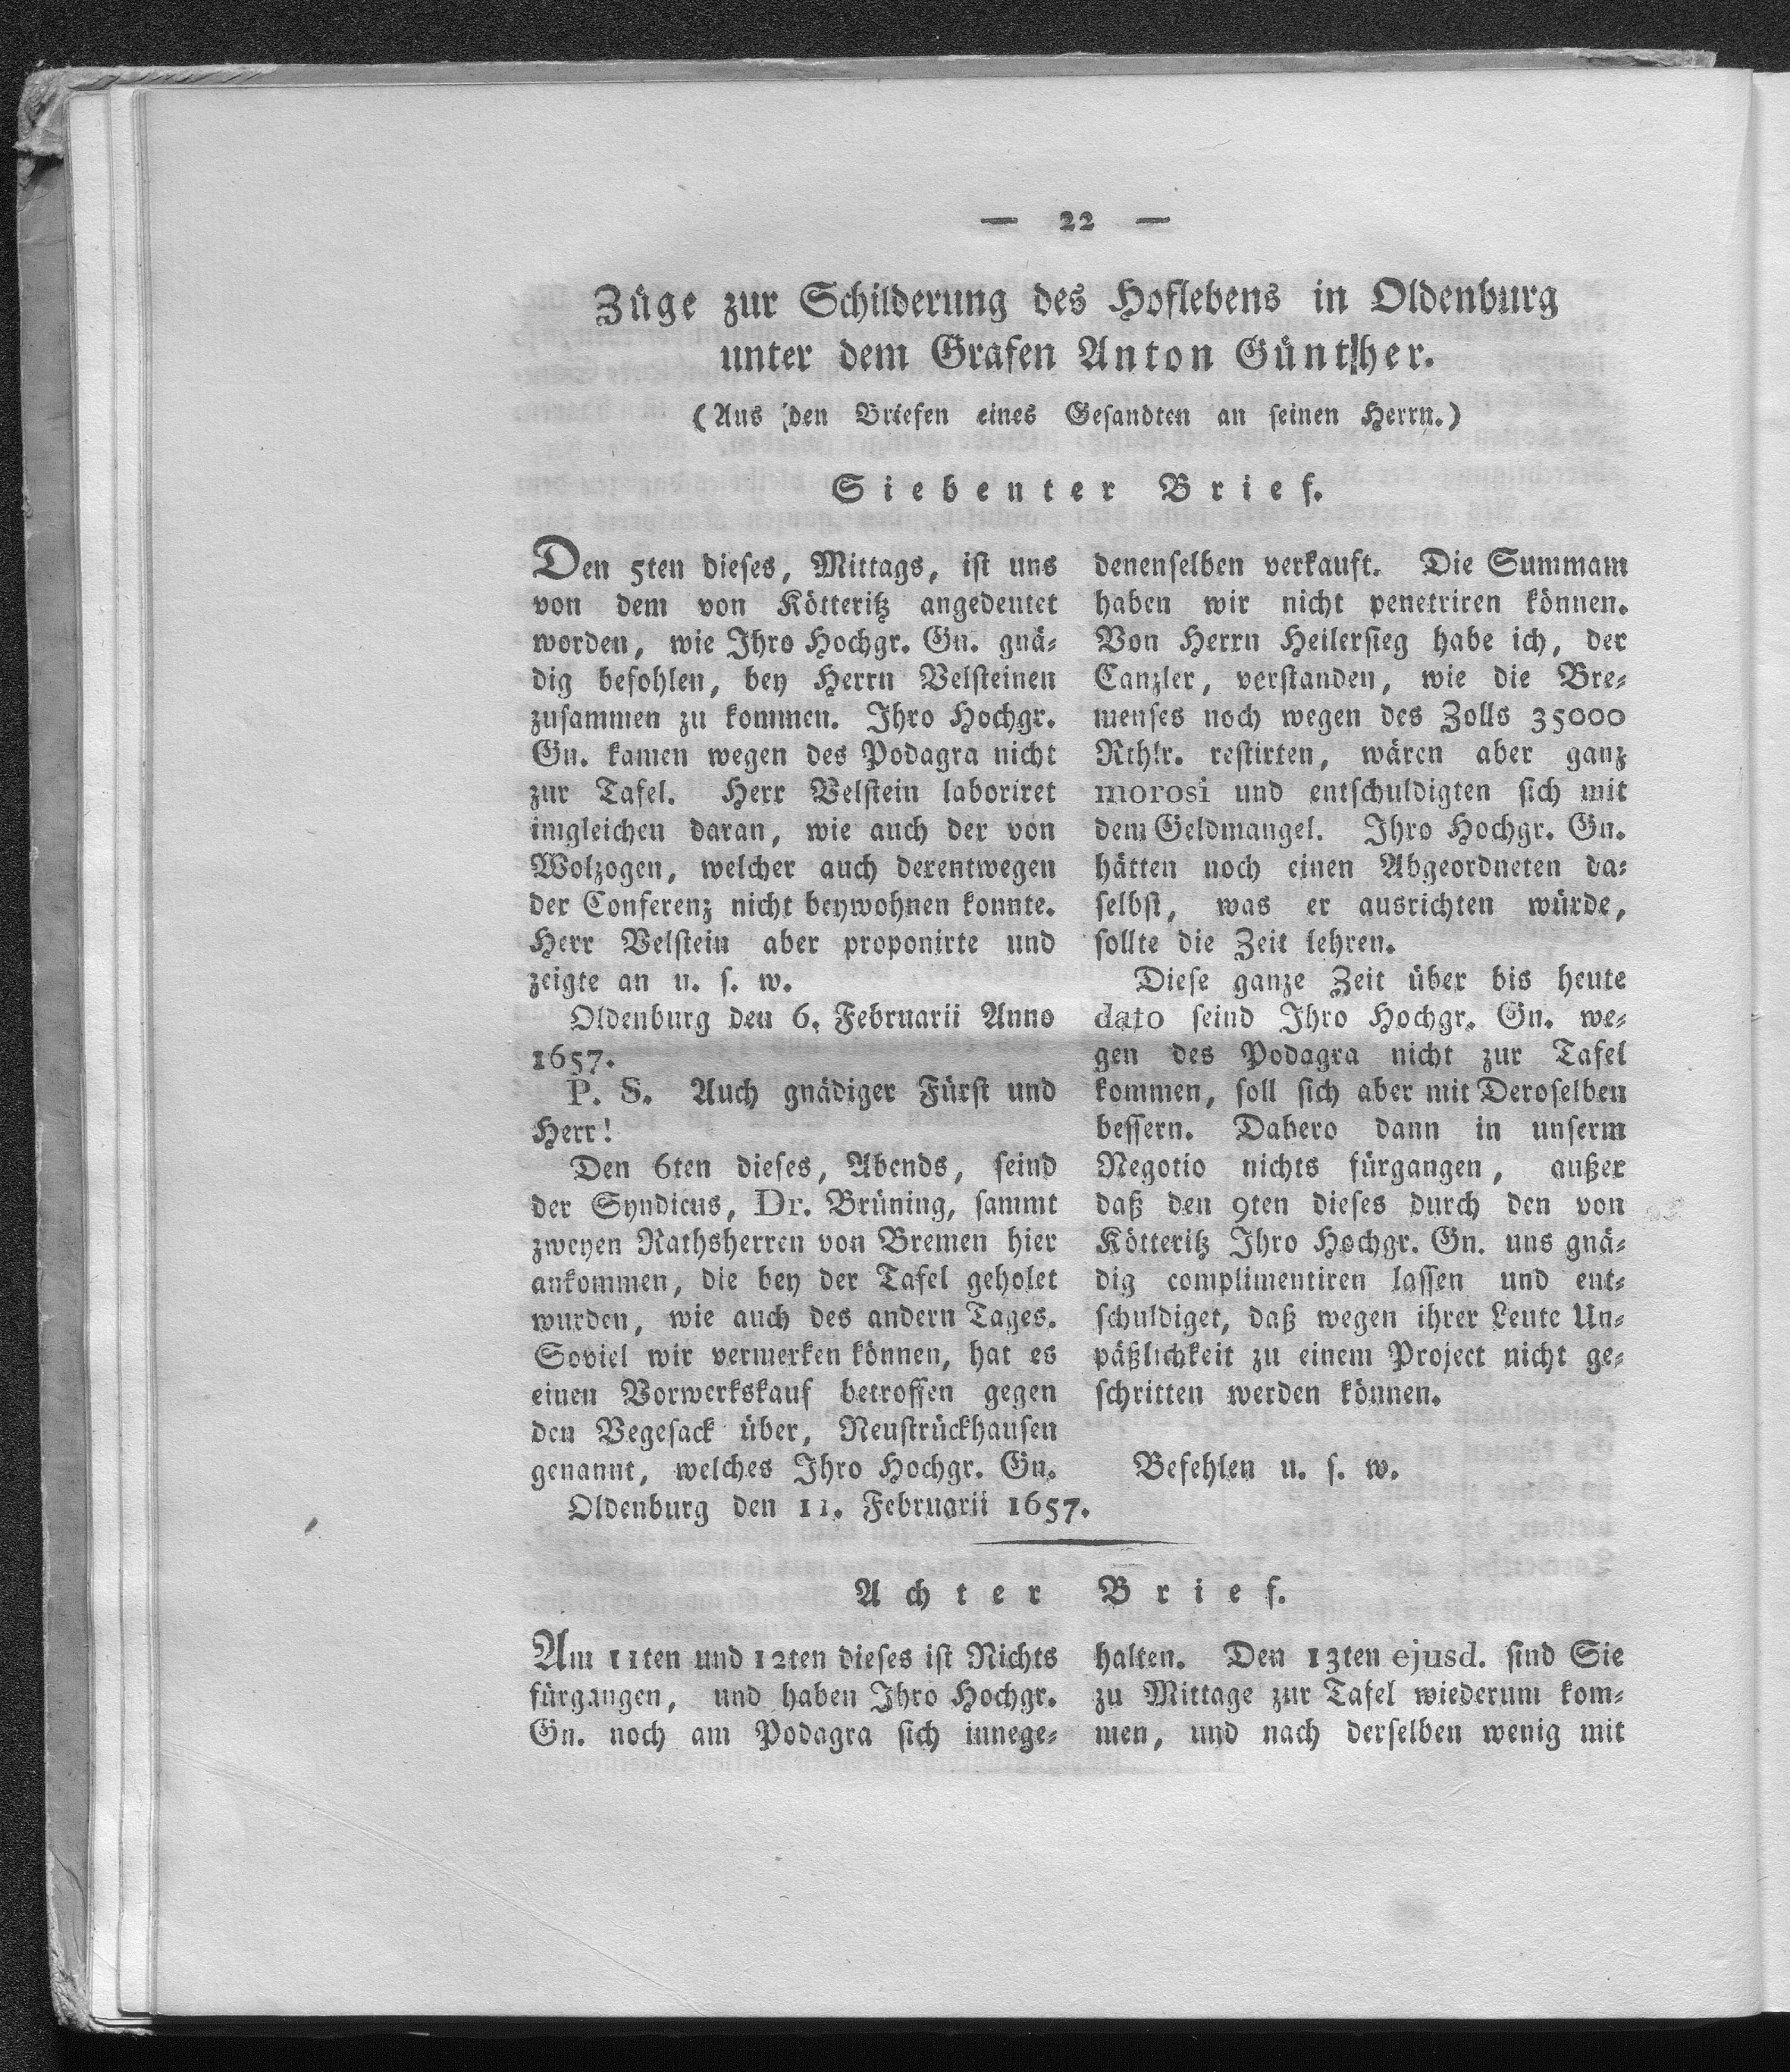 — 22 —
Züge zur Schilderung des Hoflebens in Oldenburg
unter dem Grafen Anton Günther.
(Aus den Briefen eines Gesandten an seinen Herrn.)
Siebenter Brief.
Den 5ten dieses, Mittags, ist uns
von dem von Kötteritz angedeutet
worden, wie Ihro Hochgr. Gn. gnä-
dig befohlen, bey Herrn Velsteinen
zusammen zu kommen. Ihro Hochgr.
Gn. kamen wegen des Podagra nicht
zur Tafel. Herr Velstein laboriret
imgleichen daran, wie auch der von
Wolzogen, welcher auch derentwegen
der Conferenz nicht beywohnen konnte.
Herr Velstein aber proponirte und
zeigte an u. s. w.
Oldenburg den 6. Februarii Anno
1657.
P. S. Auch gnädiger Fürst und
Herr!
Den 6ten dieses, Abends, seind
der Syndicus, Dr. Brüning, sammt
zweyen Rathsherren von Bremen hier
ankommen, die bey der Tafel geholet
wurden, wie auch des andern Tages.
Soviel wir vermerken können, hat es
einen Vorwerkskauf betroffen gegen
den Vegesack über, Neustrückhausen
genannt, welches Ihro Hochgr. Gn.
denenselben verkauft. Die Summam
haben wir nicht penetriren können.
Von Herrn Heilersieg habe ich, der
Canzler, verstanden, wie die Bre-
menses noch wegen des Zolls 35000
Rthlr. restirten, wären aber ganz
morosi und entschuldigten sich mit
dem Geldmangel. Ihro Hochgr. Gn.
hätten noch einen Abgeordneten da-
selbst, was er ausrichten würde,
sollte die Zeit lehren.
Diese ganze Zeit über bis heute
dato seind Ihro Hochgr. Gn. we-
gen des Podagra nicht zur Tafel
kommen, soll sich aber mit Deroselben
bessern. Dahero dann in unserm
Negotio nichts fürgangen, außer
daß den 9ten dieses durch den von
Kötteritz Ihro Hochgr. Gn. uns gnä-
dig complimentiren lassen und ent-
schuldiget, daß wegen ihrer Leute Un-
päßlichkeit zu einem Project nicht ge-
schritten werden können.
Befehlen u. s. w.
Oldenburg den 11. Februarii 1657.
Achter Brief.
Am 11ten und 12ten dieses ist Nichts
fürgangen, und haben Ihro Hochgr.
Gn. noch am Podagra sich innege-
halten. Den 13ten ejusd. sind Sie
zu Mittage zur Tafel wiederum kom-
men, und nach derselben wenig mit